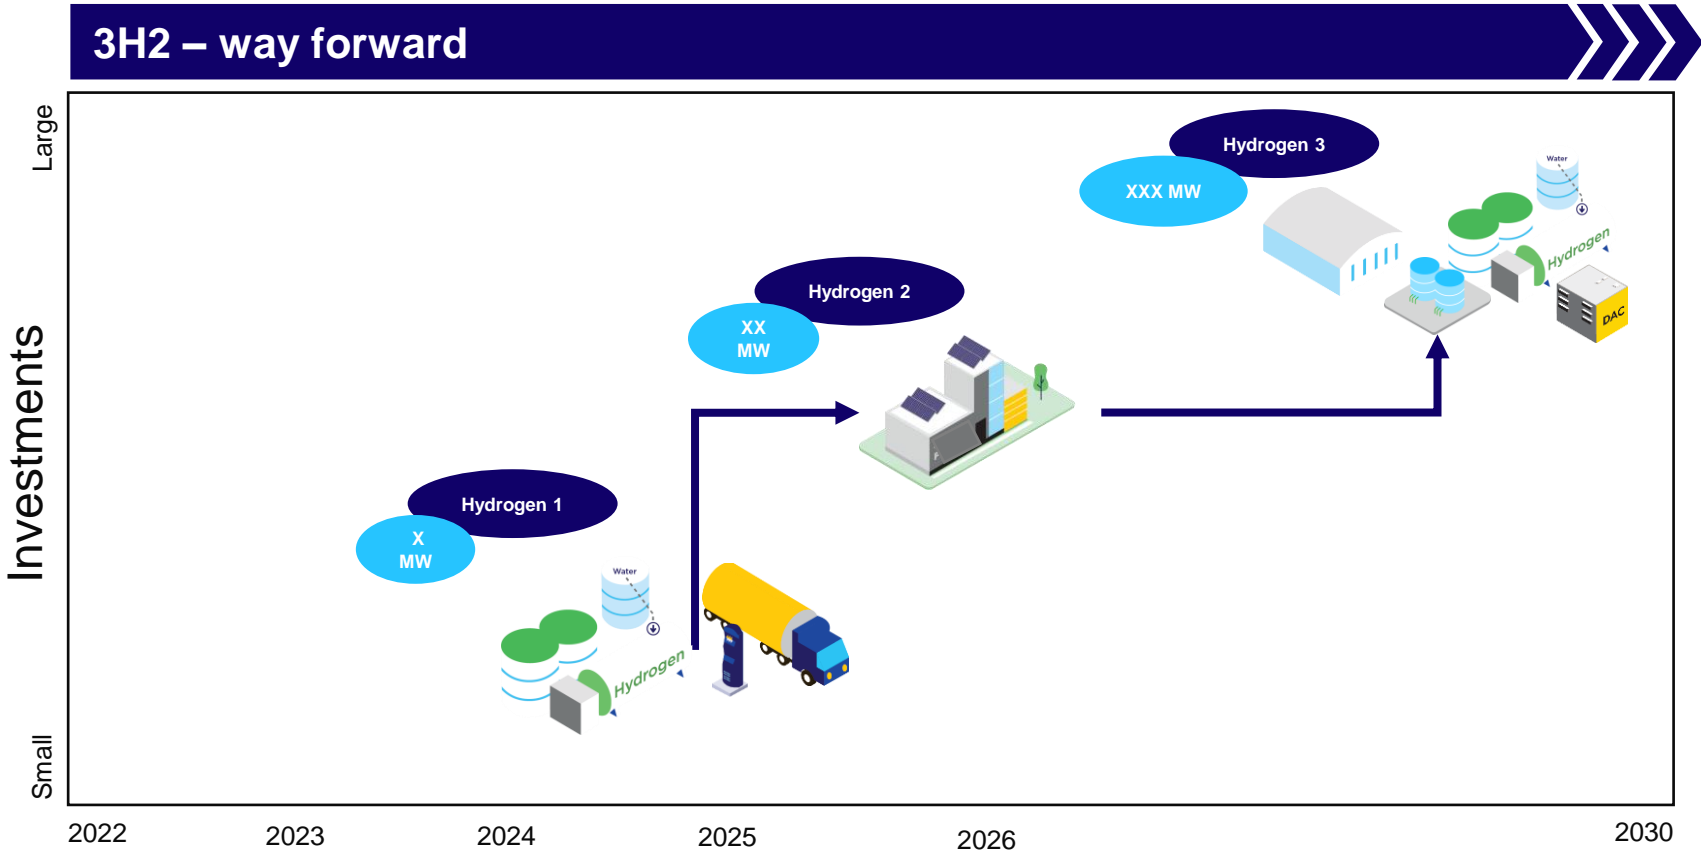 3H2 – way forward
Large
Investments
Small
Hydrogen 3
XXX MW
Water
Hydrogen
DAC
Hydrogen 2
XX
MW
Hydrogen 1
X
MW
Water
Hydrogen
2022
2023
2024
2025
2026
2030